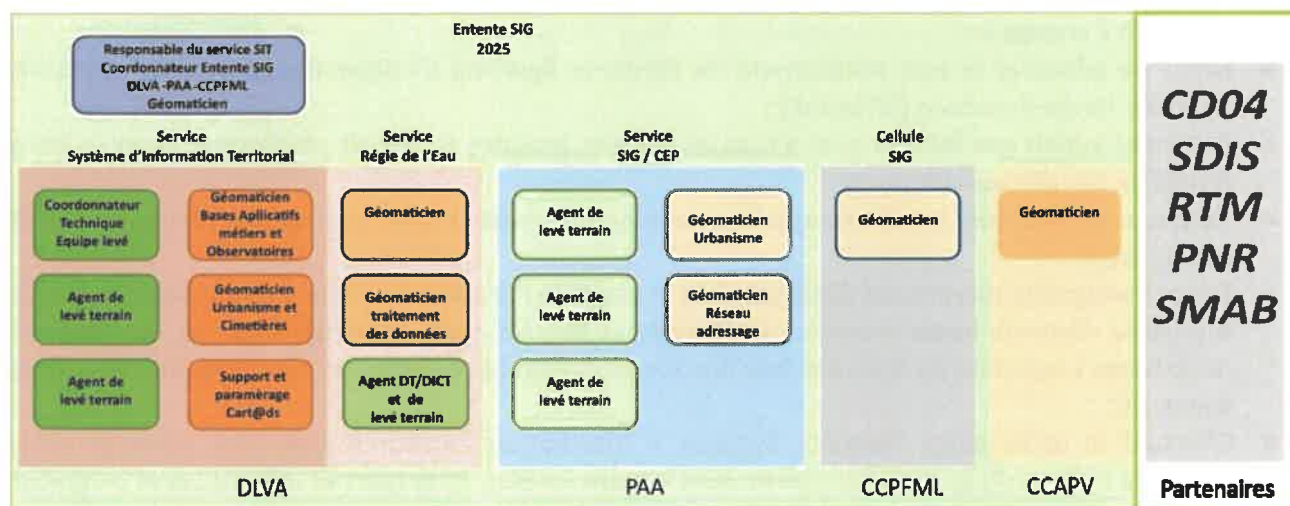 Entente SIG
2025
Responsable du service SIT
Coordonnateur Entente SIG
DLVA -PAA -CCPFML
Géomaticien
Service
Système d'Information Territorial
Service
Régie de l'Eau
Service
SIG / CEP
Cellule
SIG
Coordonnateur
Technique
Equipe levé
Géomaticien
Bases Apllicatifs
métiers et
Observatoires
Géomaticien
Agent de
levé terrain
Géomaticien
Urbanisme
Géomaticien
Géomaticien
Agent de
levé terrain
Géomaticien
Urbanisme et
Cimetières
Géomaticien
traitement
des données
Agent de
levé terrain
Géomaticien
Réseau
adressage
Agent de
levé terrain
Support et
paramèrage
Cart@ds
Agent DT/DICT
et de
levé terrain
Agent de
levé terrain
DLVA
PAA
CCPFML
CCAPV
CD04
SDIS
RTM
PNR
SMAB
Partenaires